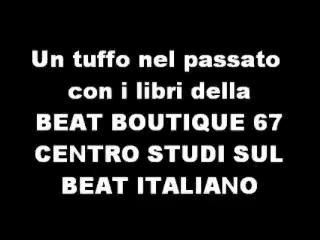 Un tuffo nel passato
con i libri della
BEAT BOUTIQUE 67
CENTRO STUDI SUL
BEAT ITALIANO